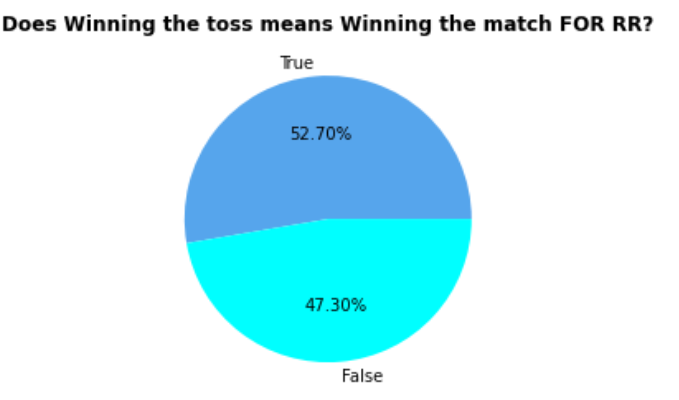 Does Winning the toss means Winning the match FOR RR?
True
52.70%
47.30%
False